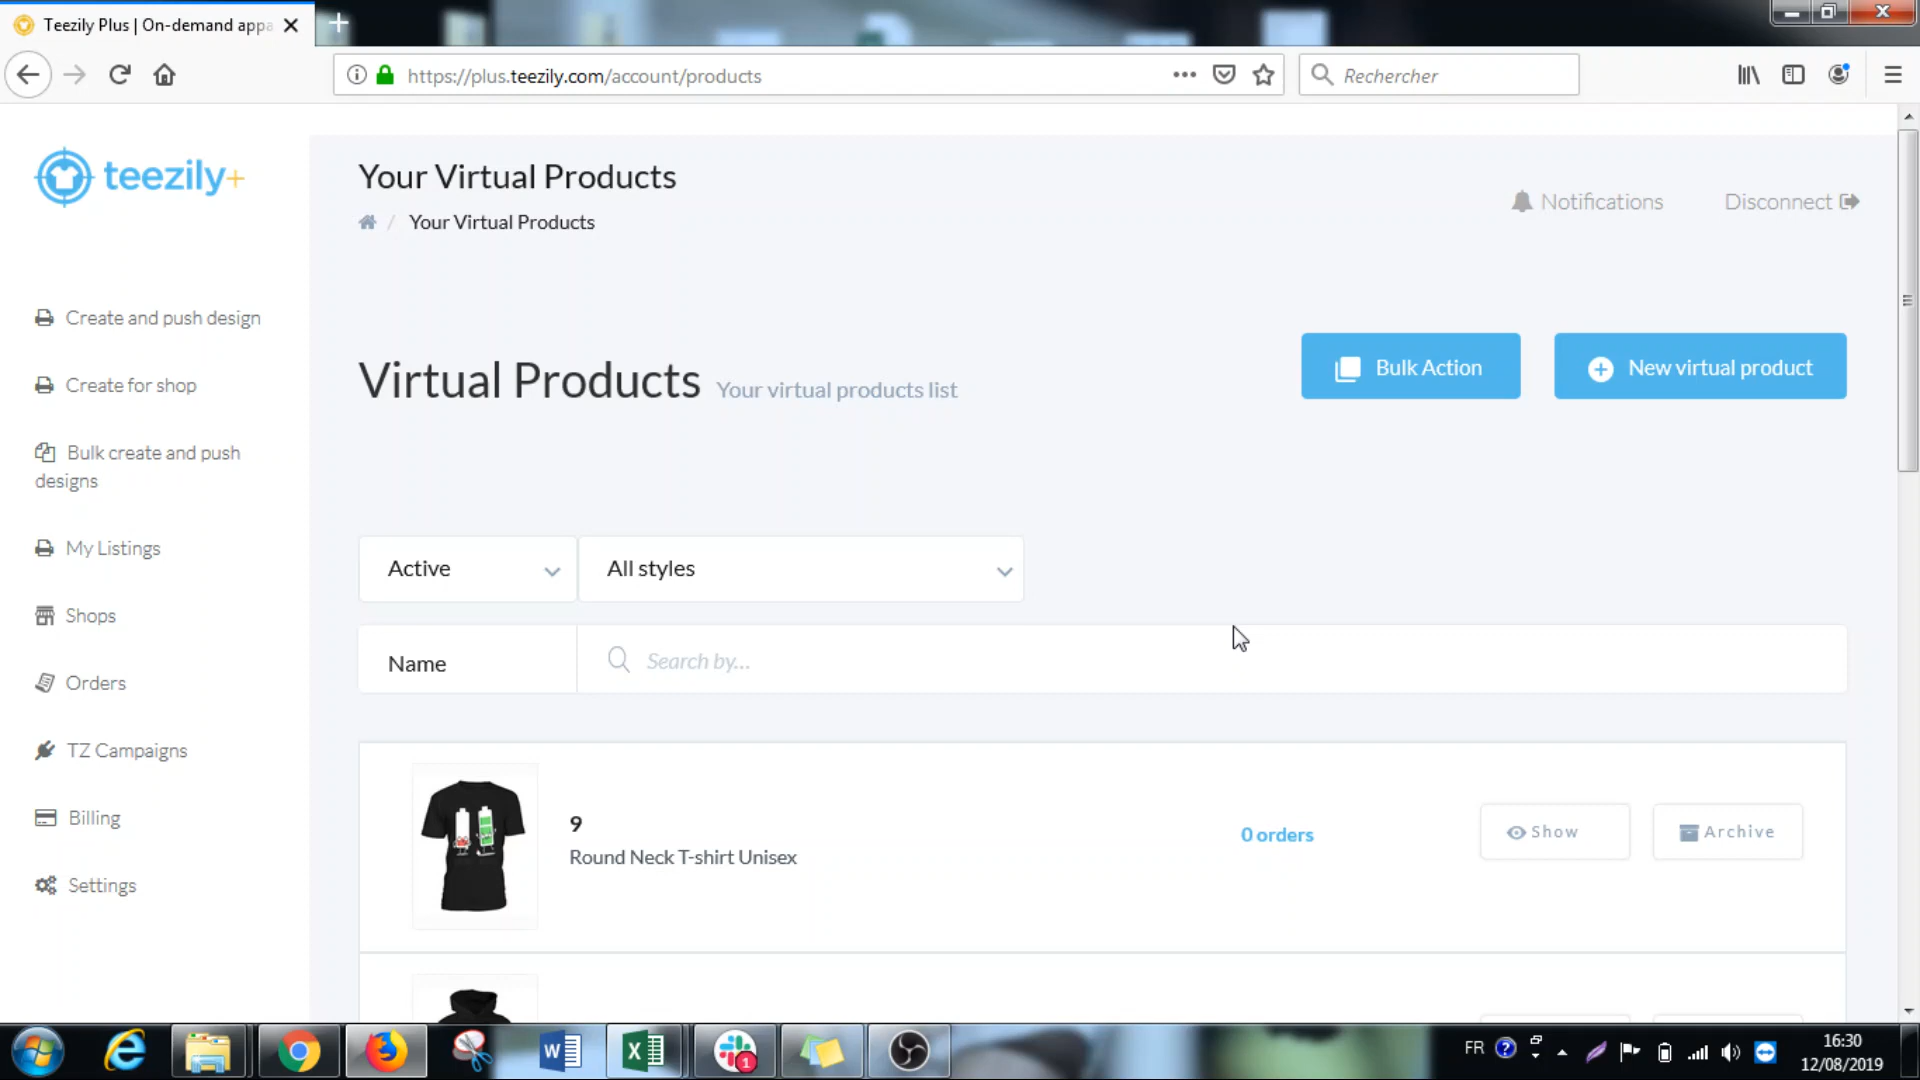 Teezily Plus | On-demand appa
https://plus.teezily.com/account/products
Rechercher
teezily+
Your Virtual Products
Your Virtual Products
Notifications
Disconnect
Create and push design
Create for shop
Bulk create and push
designs
My Listings
Shops
Orders
TZ Campaigns
Billing
Settings
Virtual Products Your virtual products list
Bulk Action
New virtual product
Active
All styles
Name
Search by...
9
Round Neck T-shirt Unisex
0 orders
Show
Archive
FR
16:30
12/08/2019